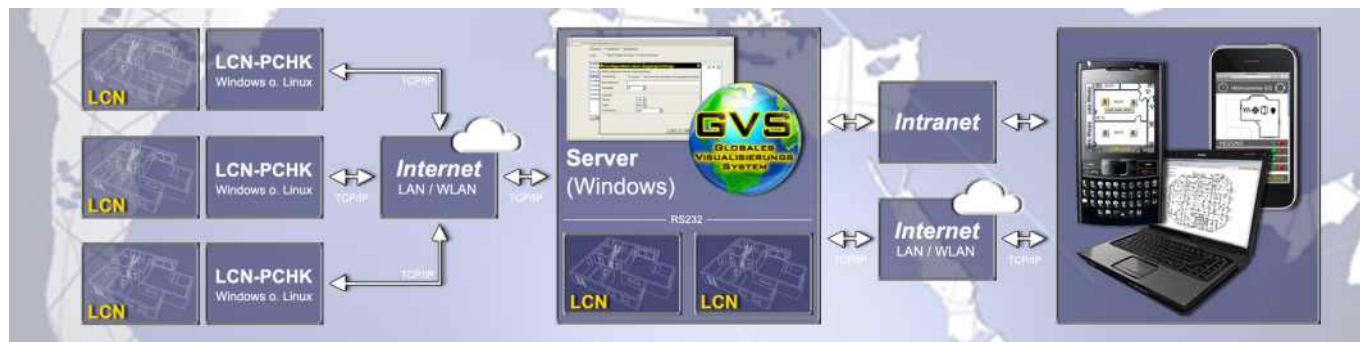 LCN
LCN-PCHK
Windows o. Linux
TCP/IP
LCN
LCN-PCHK
Windows o. Linux
TCP/IP
LCN
LCN-PCHK
Windows o. Linux
TCP/IP
Internet
LAN / WLAN
TCP/IP
Server
(Windows)
GVS
GLOBALES
VISUALISIERUNGS
SYSTEM
RS232
LCN
LCN
Intranet
Internet
LAN / WLAN
TCP/IP
TCP/IP